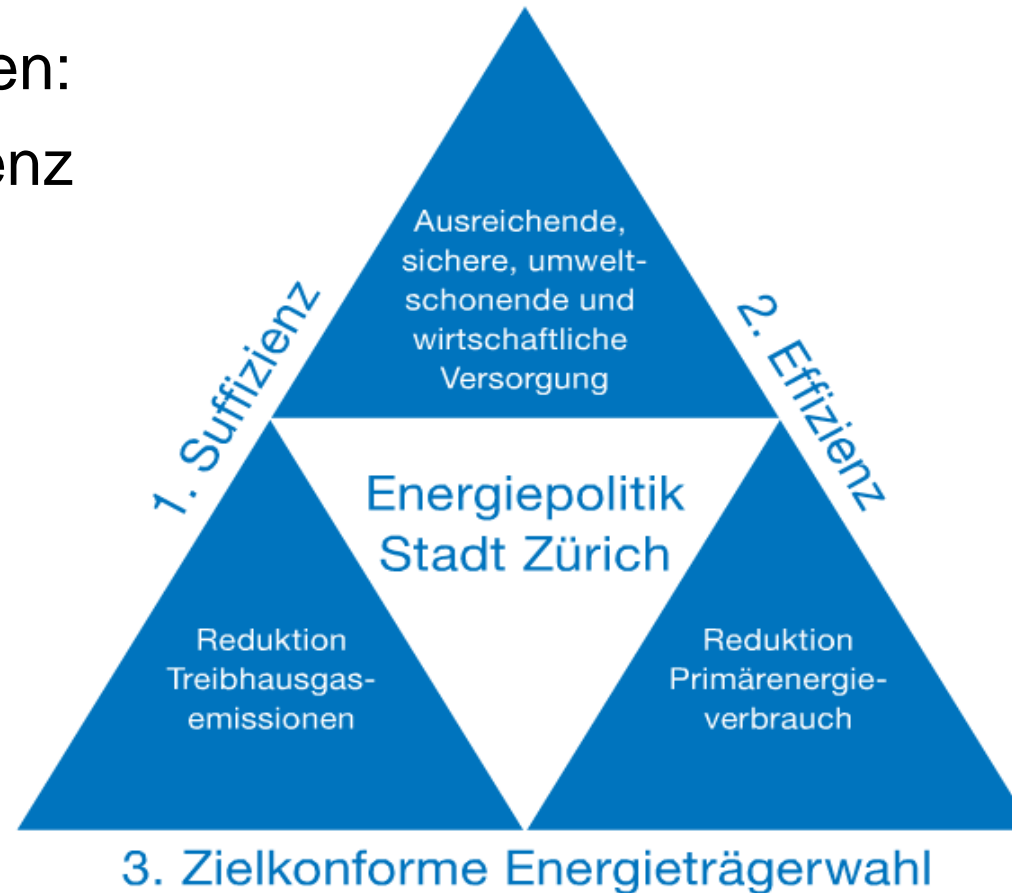 en:
enz
Ausreichende,
sichere, umwelt-
schonende und
wirtschaftliche
Versorgung
1. Suffizienz
2. Effizienz
Energiepolitik
Stadt Zürich
Reduktion
Treibhausgas-
emissionen
Reduktion
Primärenergie-
verbrauch
3. Zielkonforme Energieträgerwahl